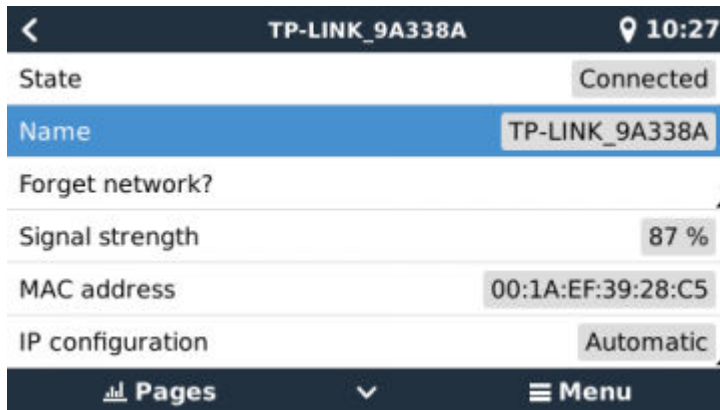 TP-LINK_9A338A 10:27
State Connected
Name TP-LINK_9A338A
Forget network?
Signal strength 87 %
MAC address 00:1A:EF:39:28:C5
IP configuration Automatic
Pages Menu